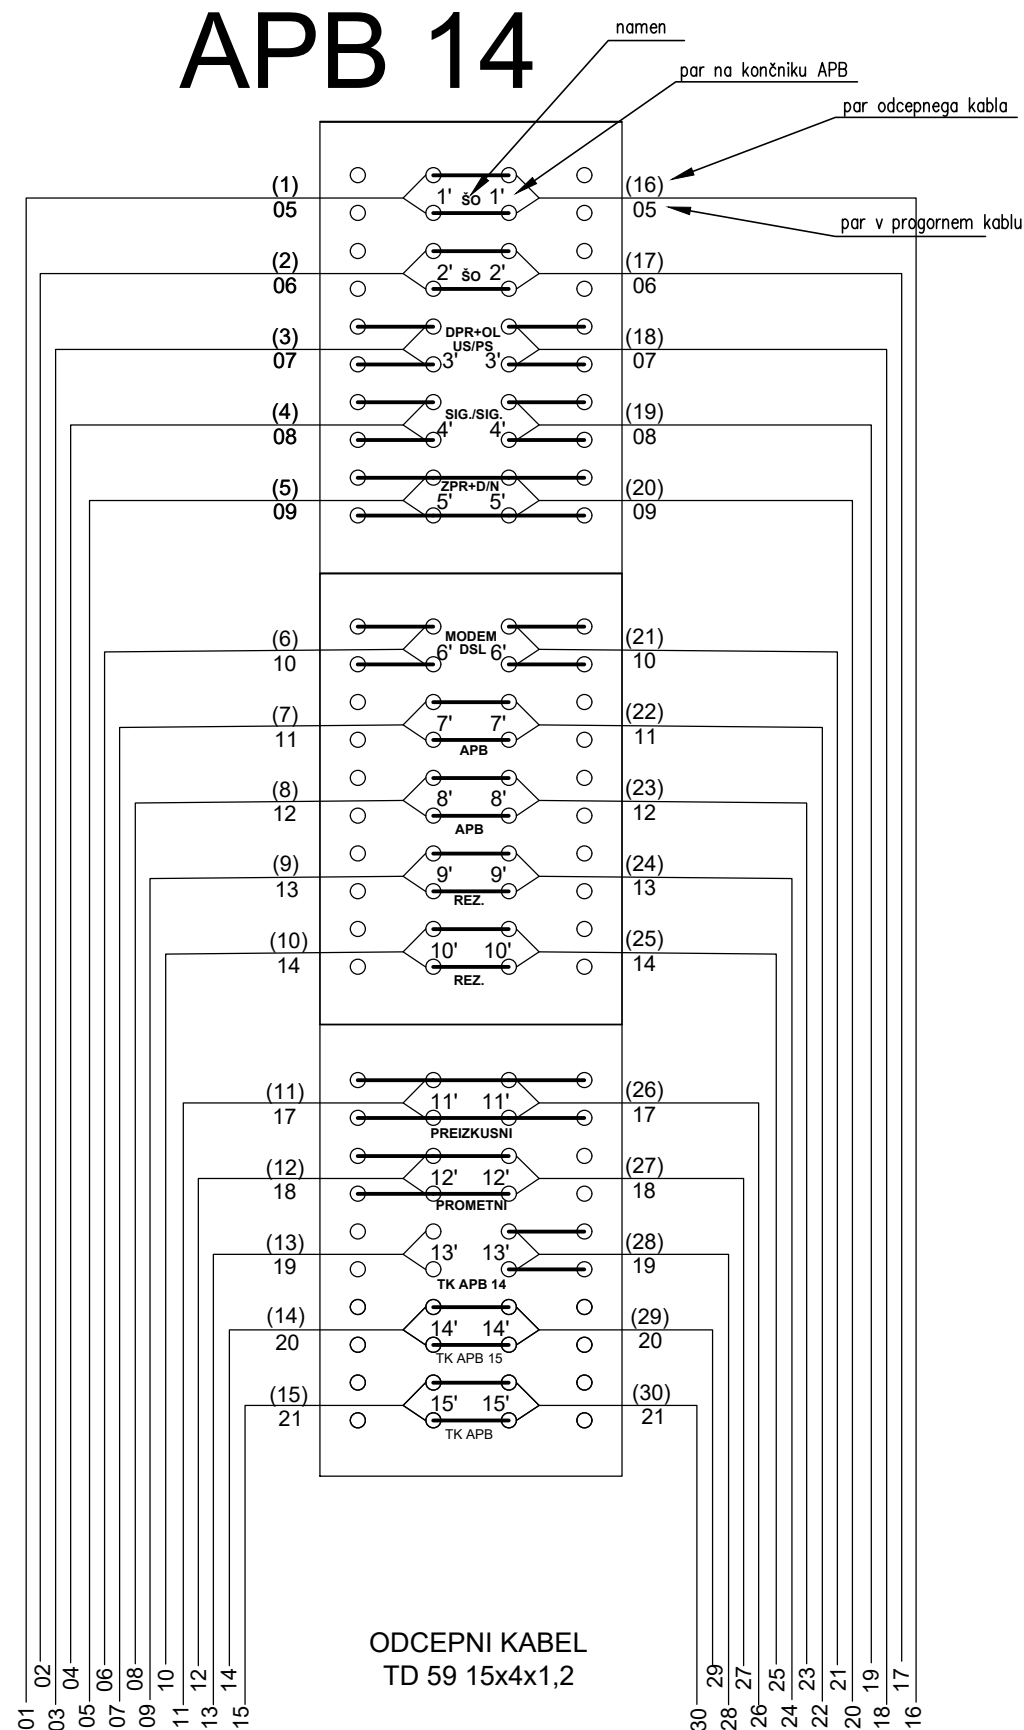 APB 14
namen
par na končniku APB
par odcepnega kabla
par v progornem kablu
(1) 1' šo 1' (16)
05 05
(2) 2' šo 2' (17)
06 06
(3) DPR+OL (18)
US/PS
07 3' 3' 07
(4) SIG./SIG. (19)
08 4' 4' 08
(5) ZPR+D/N (20)
09 5' 5' 09
(6) MODEM (21)
6' DSL 6'
10 10
(7) 7' 7' (22)
11 11
APB
(8) 8' 8' (23)
12 12
APB
(9) 9' 9' (24)
13 13
REZ.
(10) 10' 10' (25)
14 14
REZ.
(11) 11' 11' (26)
17 17
PREIZKUSNI
(12) 12' 12' (27)
18 18
PROMETNI
(13) 13' 13' (28)
19 19
TK APB 14
(14) 14' 14' (29)
20 20
TK APB 15
(15) 15' 15' (30)
21 21
TK APB
ODCEPNI KABEL
TD 59 15x4x1,2
01 02 03 04 05 06 07 08 09 10 11 12 13 14 15 30 29 28 27 26 25 24 23 22 21 20 19 18 17 16